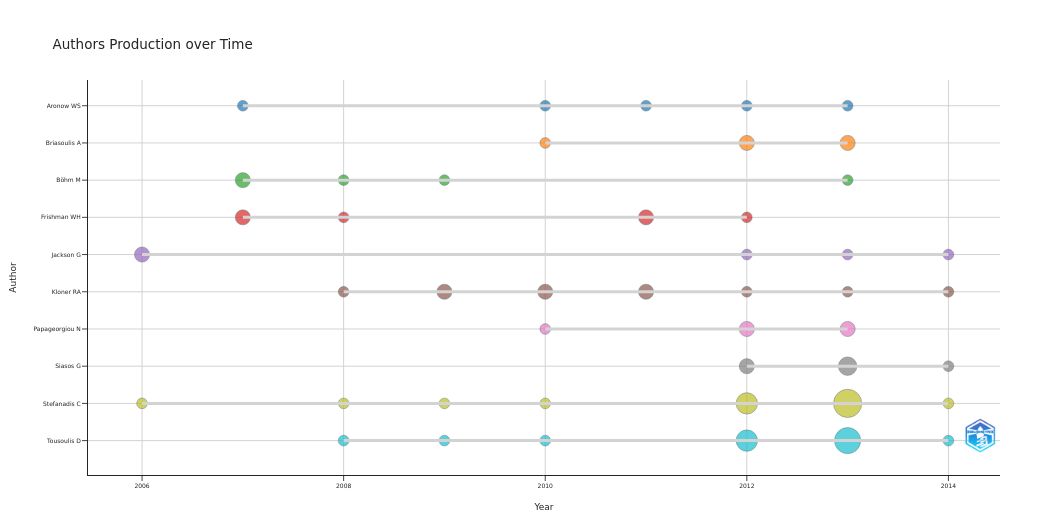 Authors Production over Time
Aronow WS
Briasoulis A
Böhm M
Frishman WH
Jackson G
Kloner RA
Papageorgiou N
Siasos G
Stefanadis C
Tousoulis D
Author
2006 2008 2010 2012 2014
Year